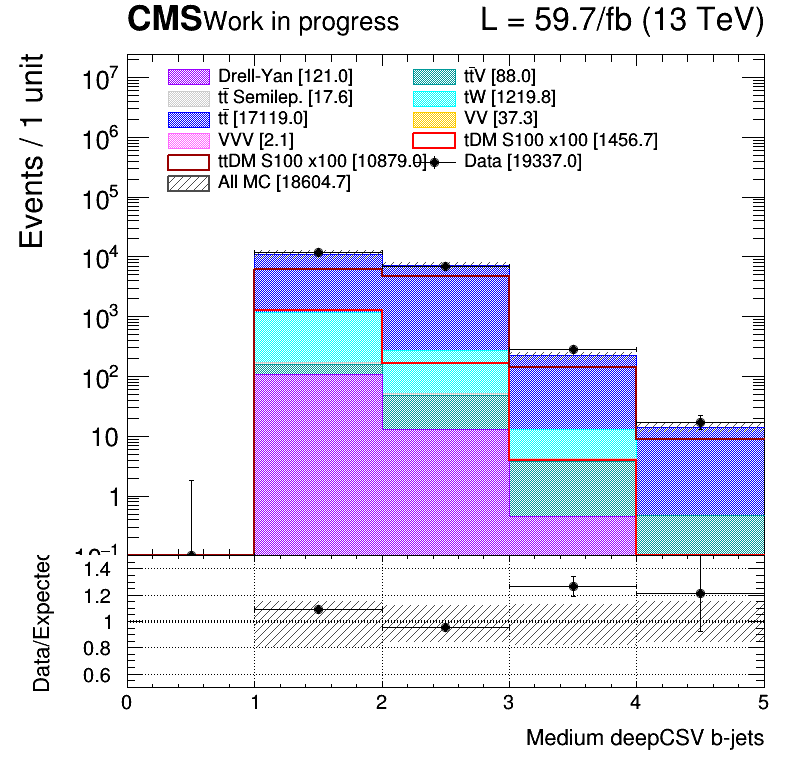 CMS Work in progress L = 59.7/fb (13 TeV)
Events / 1 unit
Drell-Yan [121.0] tt̄V [88.0]
tt̄ Semilep. [17.6] tW [1219.8]
tt̄ [17119.0] VV [37.3]
VVV [2.1] tDM S100 x100 [1456.7]
ttDM S100 x100 [10879.0] Data [19337.0]
All MC [18604.7]
10⁷
10⁶
10⁵
10⁴
10³
10²
10
1
10⁻¹
Data/Expected
1.4
1.2
1
0.8
0.6
0 1 2 3 4 5
Medium deepCSV b-jets